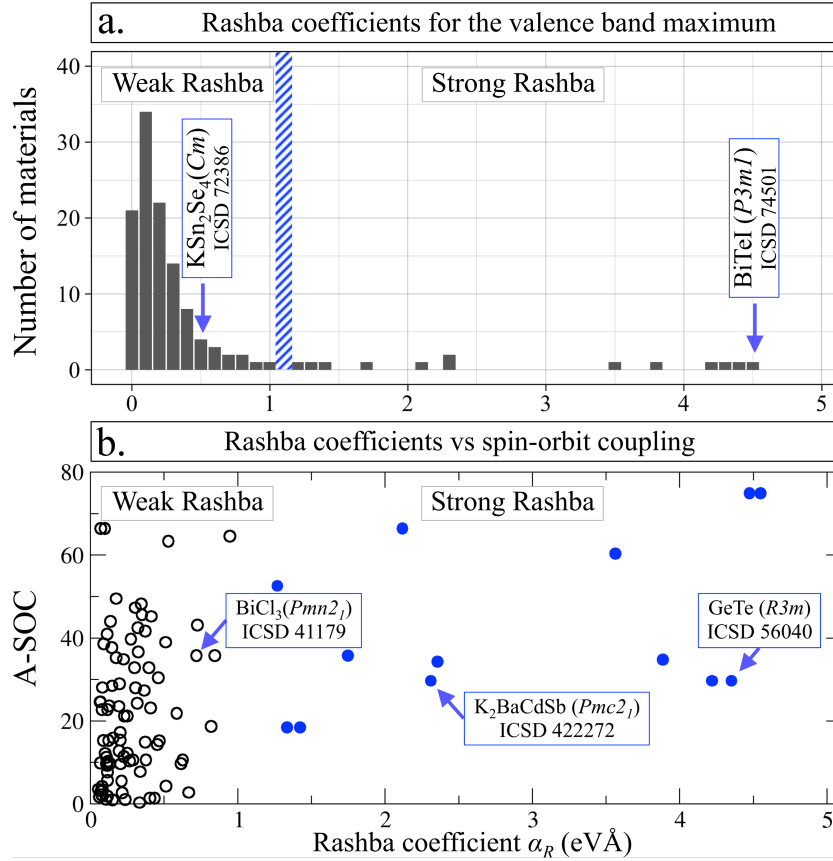 a.
Rashba coefficients for the valence band maximum
Number of materials
40
30
20
10
0
Weak Rashba
Strong Rashba
KSn₂Se₄(Cm)
ICSD 72386
BiTeI (P3m1)
ICSD 74501
0 1 2 3 4 5
b.
Rashba coefficients vs spin-orbit coupling
A-SOC
80
60
40
20
0
Weak Rashba
Strong Rashba
BiCl₃(Pmn2₁)
ICSD 41179
GeTe (R3m)
ICSD 56040
K₂BaCdSb (Pmc2₁)
ICSD 422272
0 1 2 3 4 5
Rashba coefficient α_R (eVÅ)